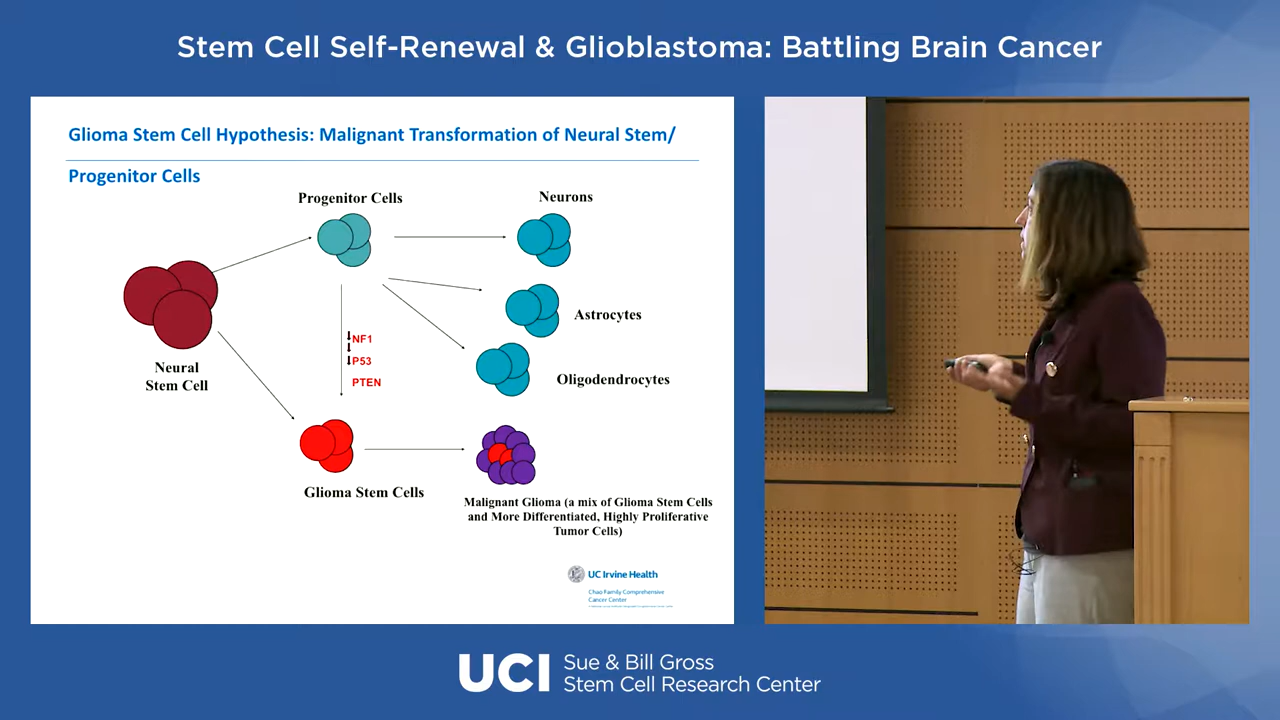 Stem Cell Self-Renewal & Glioblastoma: Battling Brain Cancer
Glioma Stem Cell Hypothesis: Malignant Transformation of Neural Stem/
Progenitor Cells
Progenitor Cells
Neurons
Astrocytes
NF1
P53
PTEN
Neural
Stem Cell
Oligodendrocytes
Glioma Stem Cells
Malignant Glioma (a mix of Glioma Stem Cells
and More Differentiated, Highly Proliferative
Tumor Cells)
UC Irvine Health
Chao Family Comprehensive
Cancer Center
UCI
Sue & Bill Gross
Stem Cell Research Center